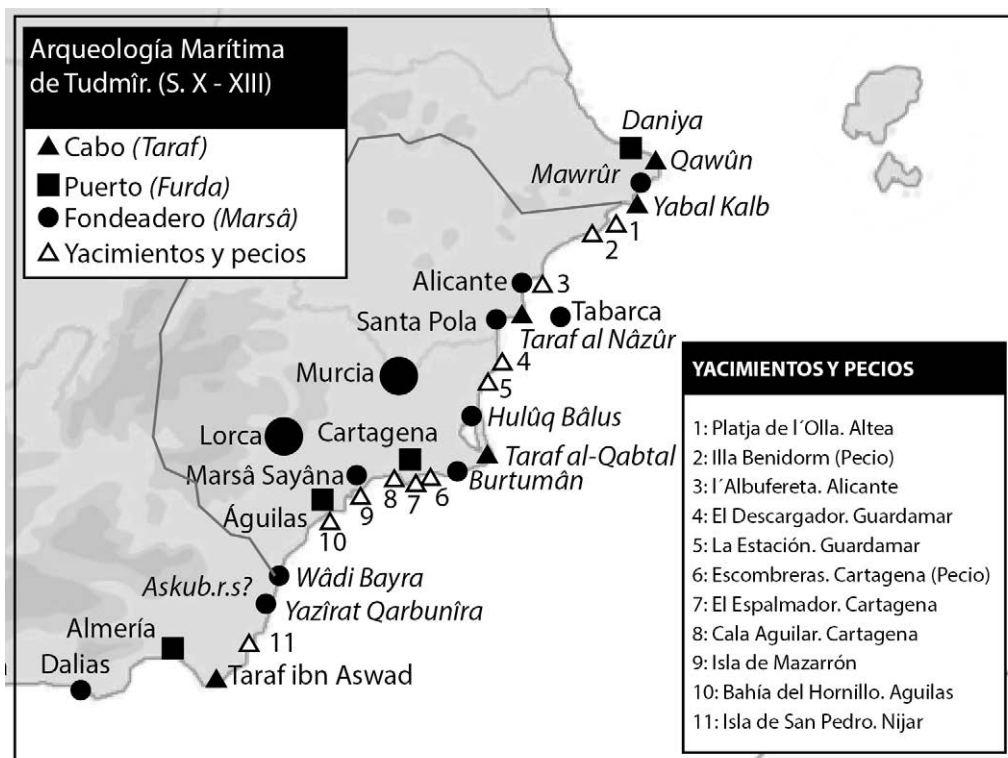 Arqueología Marítima
de Tudmîr. (S. X - XIII)
Cabo (Taraf)
Puerto (Furda)
Fondeadero (Marsâ)
Yacimientos y pecios
Daniya
Qawûn
Mawrûr
Yabal Kalb
1
2
Alicante
3
Tabarca
Santa Pola
Taraf al Nâzûr
4
Murcia
5
Hulûq Bâlus
Lorca
Cartagena
Taraf al-Qabtal
Marsâ Sayâna
Burtumân
6
7
8
9
Águilas
10
Askub.r.s?
Wâdi Bayra
Yazîrat Qarbunîra
Almería
11
Dalias
Taraf ibn Aswad
YACIMIENTOS Y PECIOS
1: Platja de l´Olla. Altea
2: Illa Benidorm (Pecio)
3: l´Albufereta. Alicante
4: El Descargador. Guardamar
5: La Estación. Guardamar
6: Escombreras. Cartagena (Pecio)
7: El Espalmador. Cartagena
8: Cala Aguilar. Cartagena
9: Isla de Mazarrón
10: Bahía del Hornillo. Aguilas
11: Isla de San Pedro. Nijar